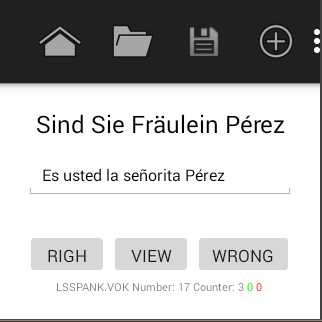 Sind Sie Fräulein Pérez
Es usted la señorita Pérez
RIGH VIEW WRONG
LSSPANK.VOK Number: 17 Counter: 3 0 0